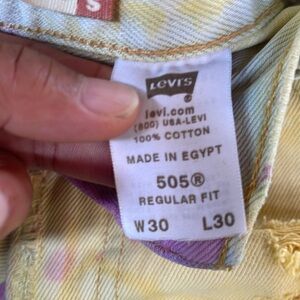 S
LEVI'S
levi.com
(800) USA-LEVI
100% COTTON
MADE IN EGYPT
505®
REGULAR FIT
W30 L30